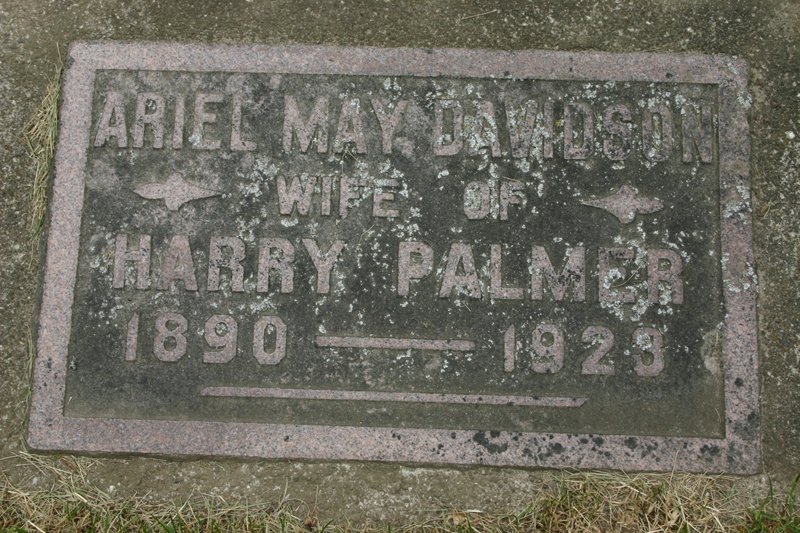 ARIEL MAY DAVIDSON
WIFE OF
HARRY PALMER
1890 — 1923